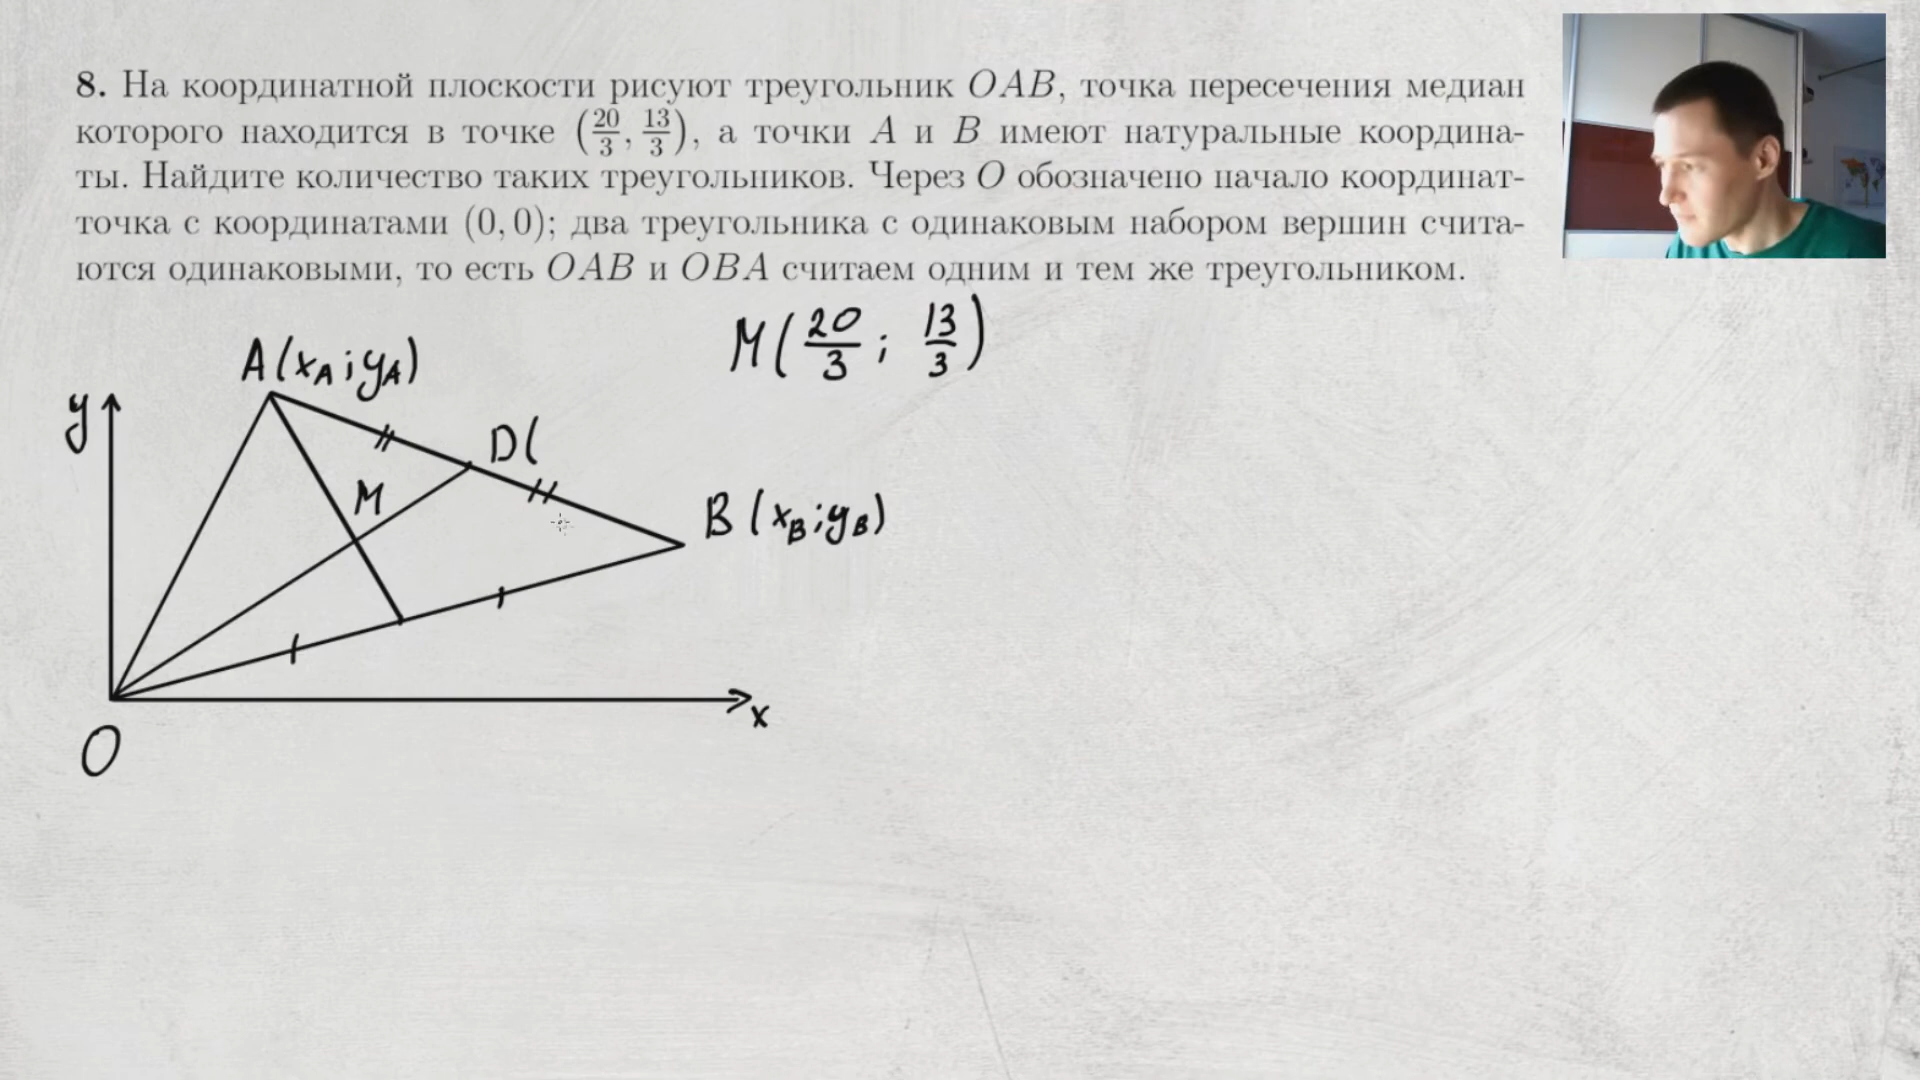 8. На координатной плоскости рисуют треугольник OAB, точка пересечения медиан
которого находится в точке (20/3, 13/3), а точки A и B имеют натуральные координа-
ты. Найдите количество таких треугольников. Через O обозначено начало координат-
точка с координатами (0, 0); два треугольника с одинаковым набором вершин счита-
ются одинаковыми, то есть OAB и OBA считаем одним и тем же треугольником.
M(20/3; 13/3)
A(xA; yA)
y
D(
M
B(xB; yB)
x
O